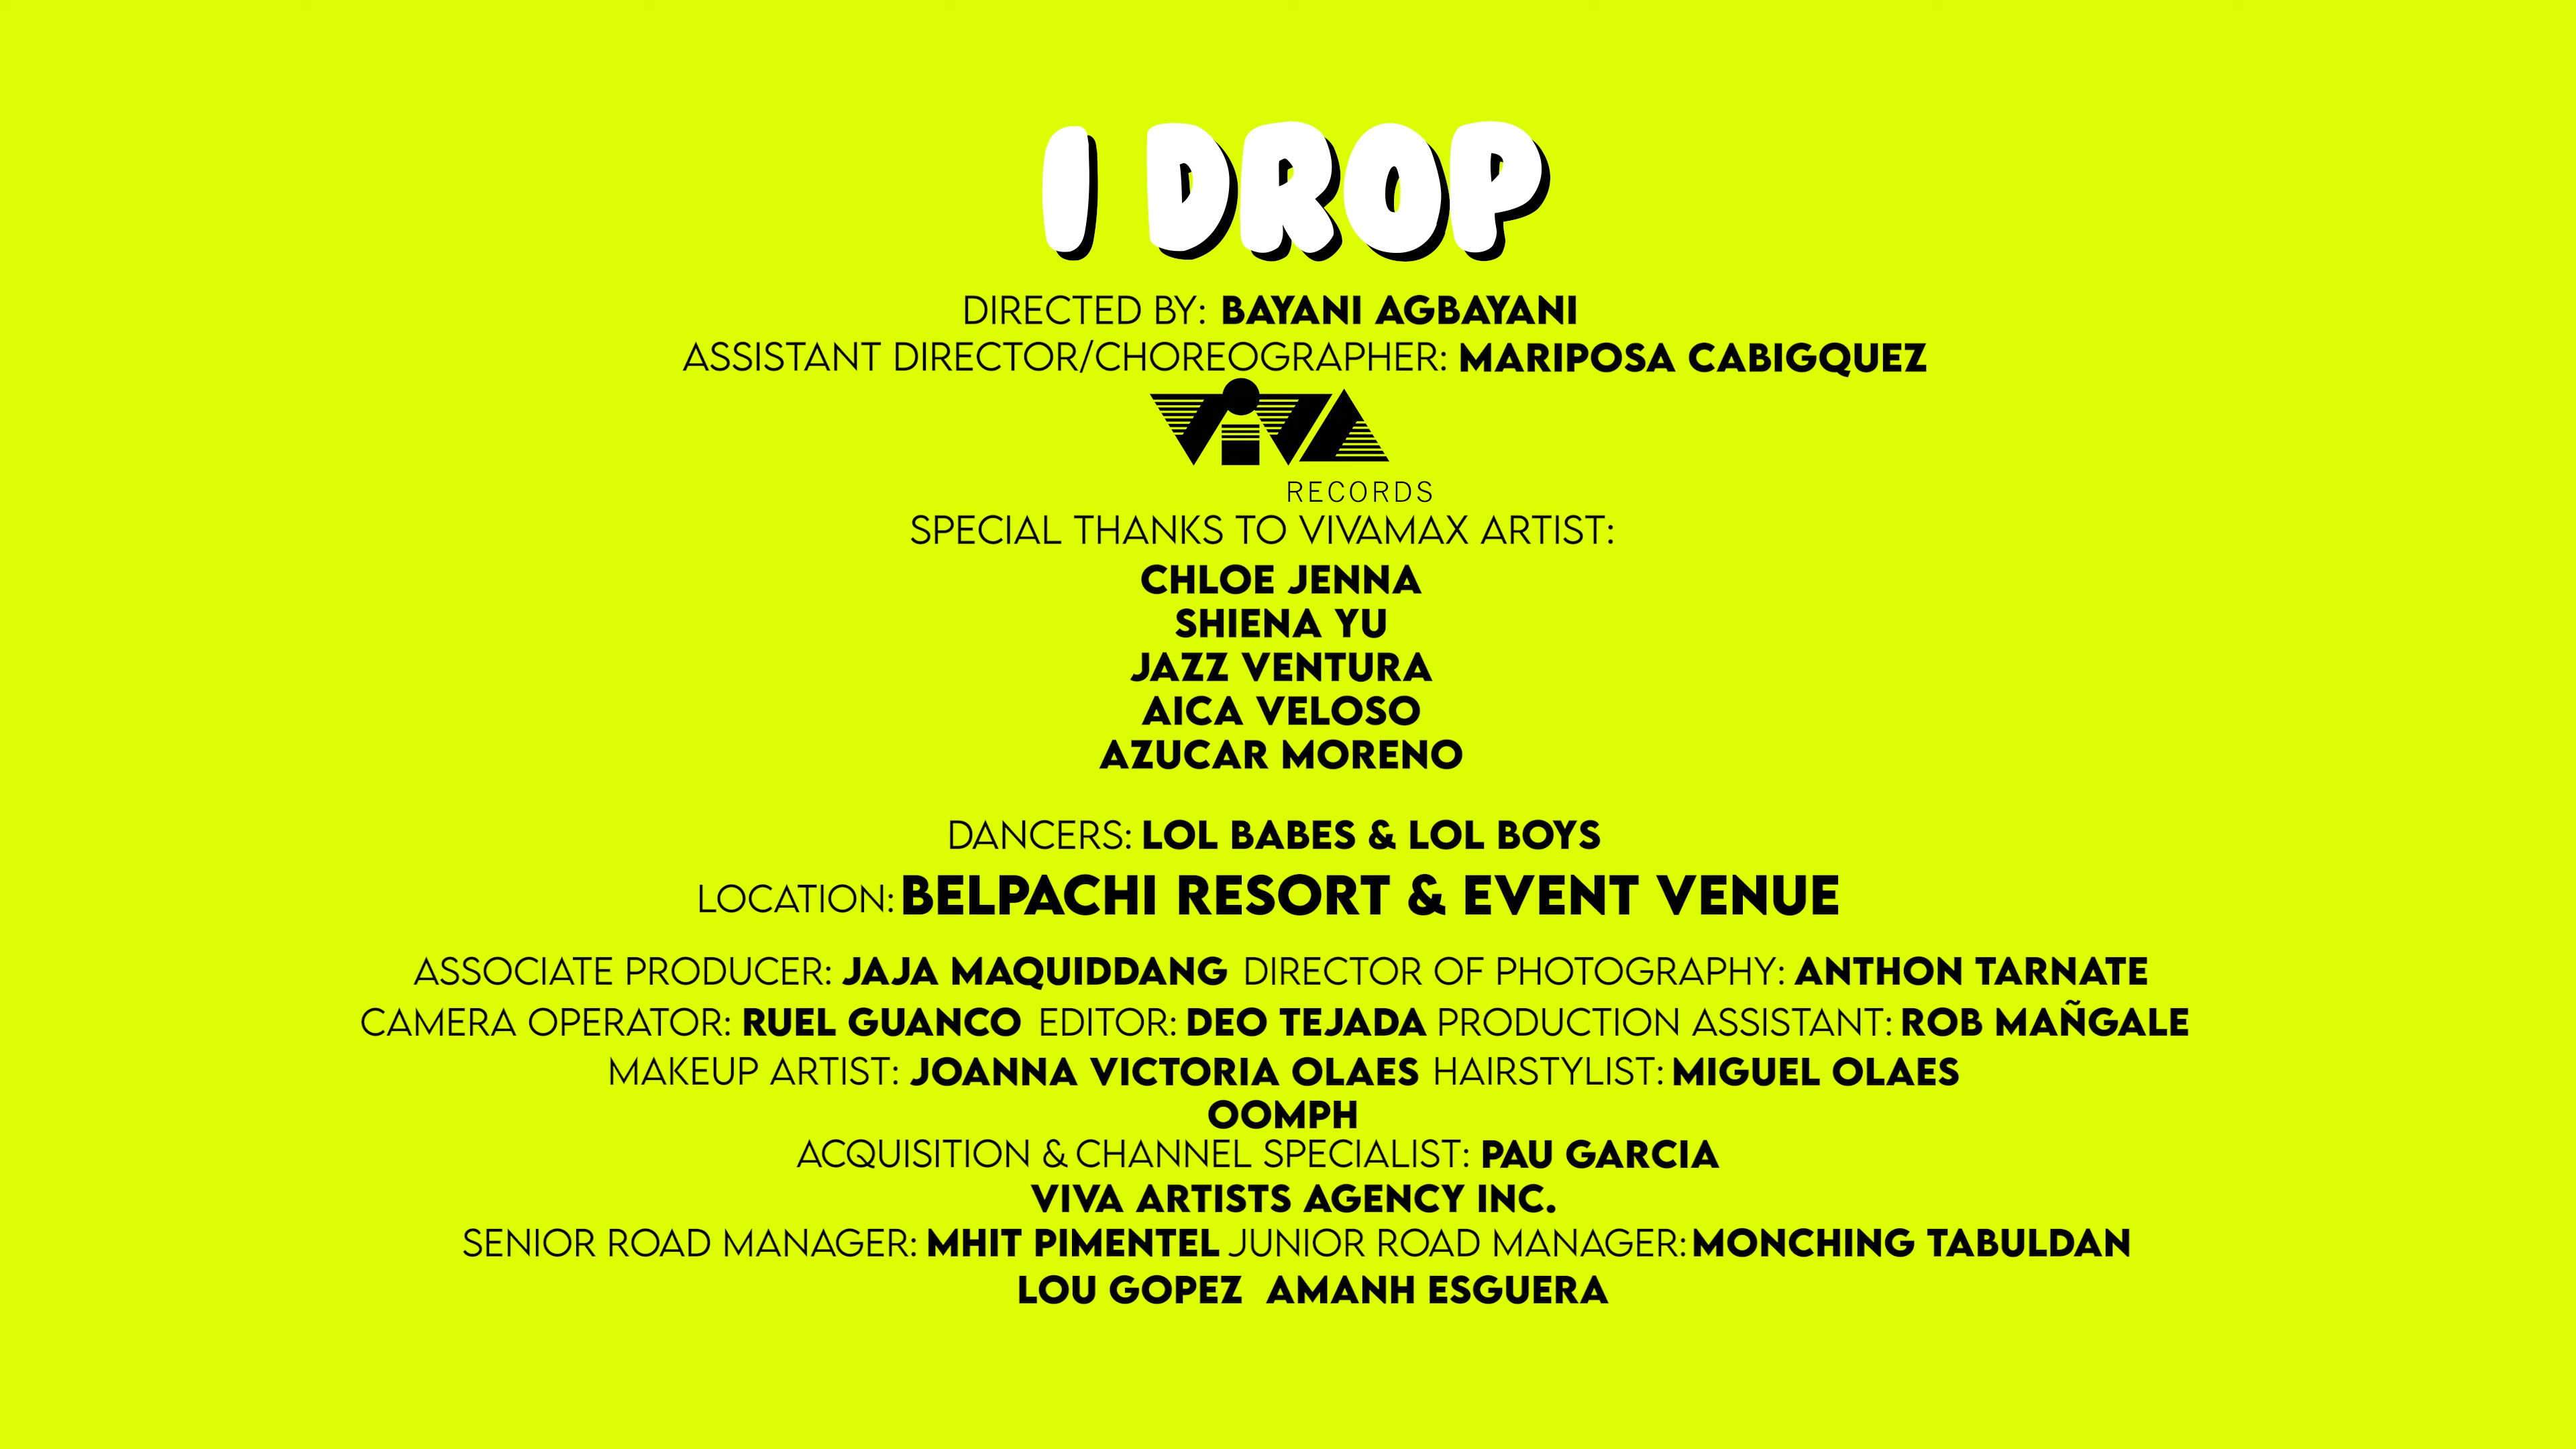 I DROP
DIRECTED BY: BAYANI AGBAYANI
ASSISTANT DIRECTOR/CHOREOGRAPHER: MARIPOSA CABIGQUEZ
VIVA
RECORDS
SPECIAL THANKS TO VIVAMAX ARTIST:
CHLOE JENNA
SHIENA YU
JAZZ VENTURA
AICA VELOSO
AZUCAR MORENO
DANCERS: LOL BABES & LOL BOYS
LOCATION: BELPACHI RESORT & EVENT VENUE
ASSOCIATE PRODUCER: JAJA MAQUIDDANG DIRECTOR OF PHOTOGRAPHY: ANTHON TARNATE
CAMERA OPERATOR: RUEL GUANCO EDITOR: DEO TEJADA PRODUCTION ASSISTANT: ROB MAÑGALE
MAKEUP ARTIST: JOANNA VICTORIA OLAES HAIRSTYLIST: MIGUEL OLAES
OOMPH
ACQUISITION & CHANNEL SPECIALIST: PAU GARCIA
VIVA ARTISTS AGENCY INC.
SENIOR ROAD MANAGER: MHIT PIMENTEL JUNIOR ROAD MANAGER: MONCHING TABULDAN
LOU GOPEZ AMANH ESGUERA